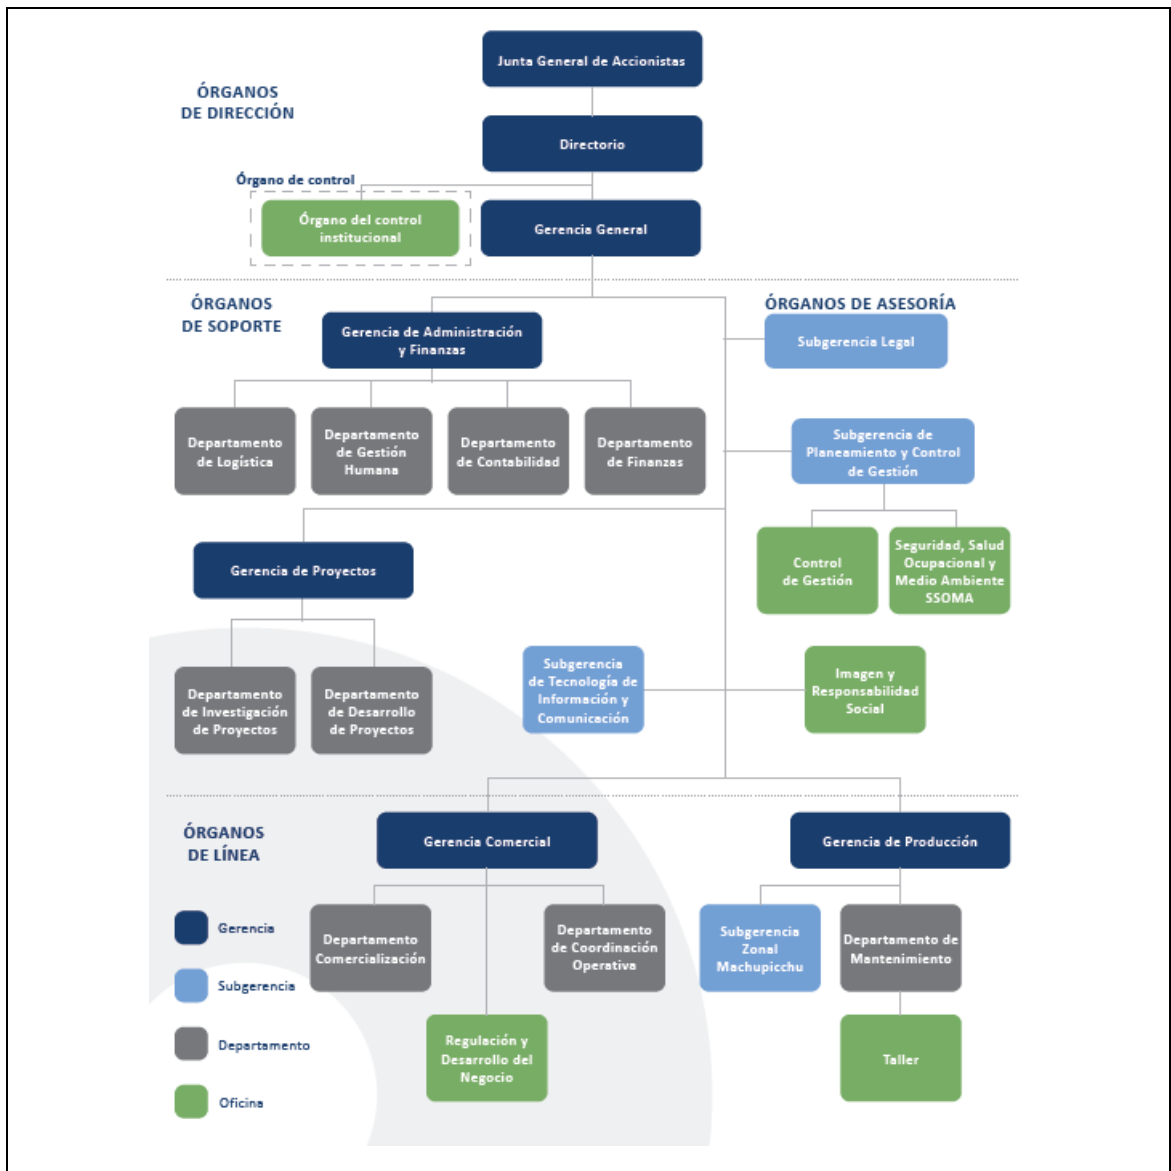 Junta General de Accionistas
ÓRGANOS
DE DIRECCIÓN
Directorio
Órgano de control
Órgano del control
institucional
Gerencia General
ÓRGANOS
DE SOPORTE
ÓRGANOS DE ASESORÍA
Gerencia de Administración
y Finanzas
Subgerencia Legal
Departamento
de Logística
Departamento
de Gestión
Humana
Departamento
de Contabilidad
Departamento
de Finanzas
Subgerencia de
Planeamiento y Control
de Gestión
Gerencia de Proyectos
Control
de Gestión
Seguridad, Salud
Ocupacional y
Medio Ambiente
SSOMA
Departamento
de Investigación
de Proyectos
Departamento
de Desarrollo
de Proyectos
Subgerencia
de Tecnología de
Información y
Comunicación
Imagen y
Responsabilidad
Social
ÓRGANOS
DE LÍNEA
Gerencia Comercial
Gerencia de Producción
Departamento
Comercialización
Departamento
de Coordinación
Operativa
Subgerencia
Zonal
Machupicchu
Departamento de
Mantenimiento
Regulación y
Desarrollo del
Negocio
Taller
Gerencia
Subgerencia
Departamento
Oficina